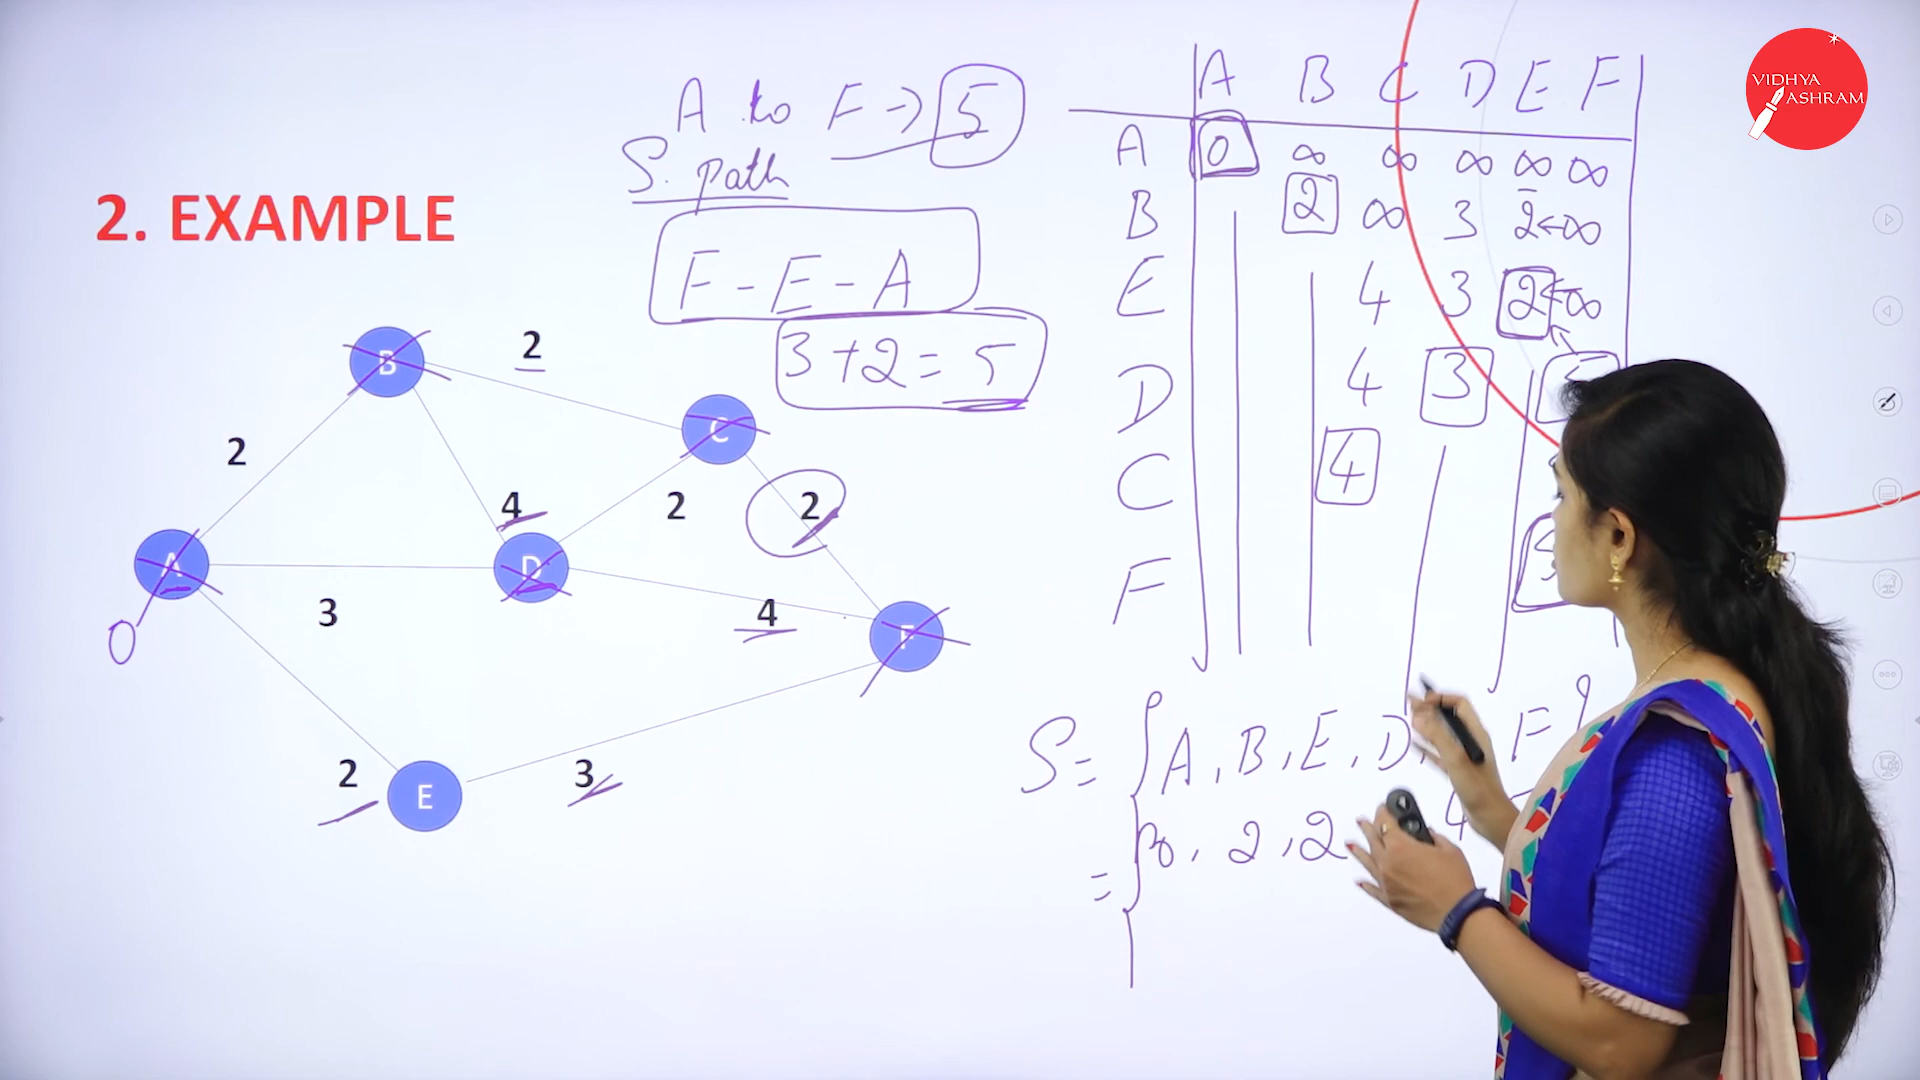 VIDHYA
ASHRAM
2. EXAMPLE
A to F → 5
S. path
F - E - A
3 + 2 = 5
A B C D E F
A 0 ∞ ∞ ∞ ∞ ∞
B 2 ∞ 3 2 ← ∞
E 4 3 2 ← ∞
D 4 3
C 4
F
S = { A, B, E, D, F }
= { 0, 2, 2 4
B
2
C
2
4
2
2
A
D
0
3
4
F
2
E
3